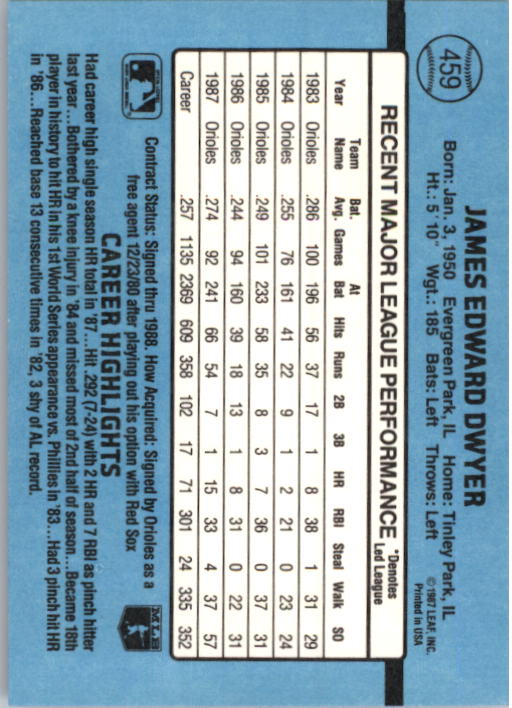 459
JAMES EDWARD DWYER
Born: Jan. 3, 1950 Evergreen Park, IL Home: Tinley Park, IL
Ht.: 5'10" Wgt.: 185 Bats: Left Throws: Left
©1987 LEAF, INC.
Printed in USA
RECENT MAJOR LEAGUE PERFORMANCE
*Denotes
Led League
Year Team Name Bat. Avg. Games At Bat Hits Runs 2B 3B HR RBI Steal Walk SO
1983 Orioles .286 100 196 56 37 17 1 8 38 1 31 29
1984 Orioles .255 76 161 41 22 9 1 2 21 0 23 24
1985 Orioles .249 101 233 58 35 8 3 7 36 0 37 31
1986 Orioles .244 94 160 39 18 13 1 8 31 0 22 31
1987 Orioles .274 92 241 66 54 7 1 15 33 4 37 57
Career .257 1135 2369 609 358 102 17 71 301 24 335 352
Contract Status: Signed thru 1988. How Acquired: Signed by Orioles as a
free agent 12/23/80 after playing out his option with Red Sox
MLB
CAREER HIGHLIGHTS
Had career high single season HR total in '87...Hit .292 (7-24) with 2 HR and 7 RBI as pinch hitter
last year...Bothered by a knee injury in '84 and missed most of 2nd half of season...Became 18th
player in history to hit HR in his 1st World Series appearance vs. Phillies in '83...Had 3 pinch hit HR
in '86...Reached base 13 consecutive times in '82, 3 shy of AL record.